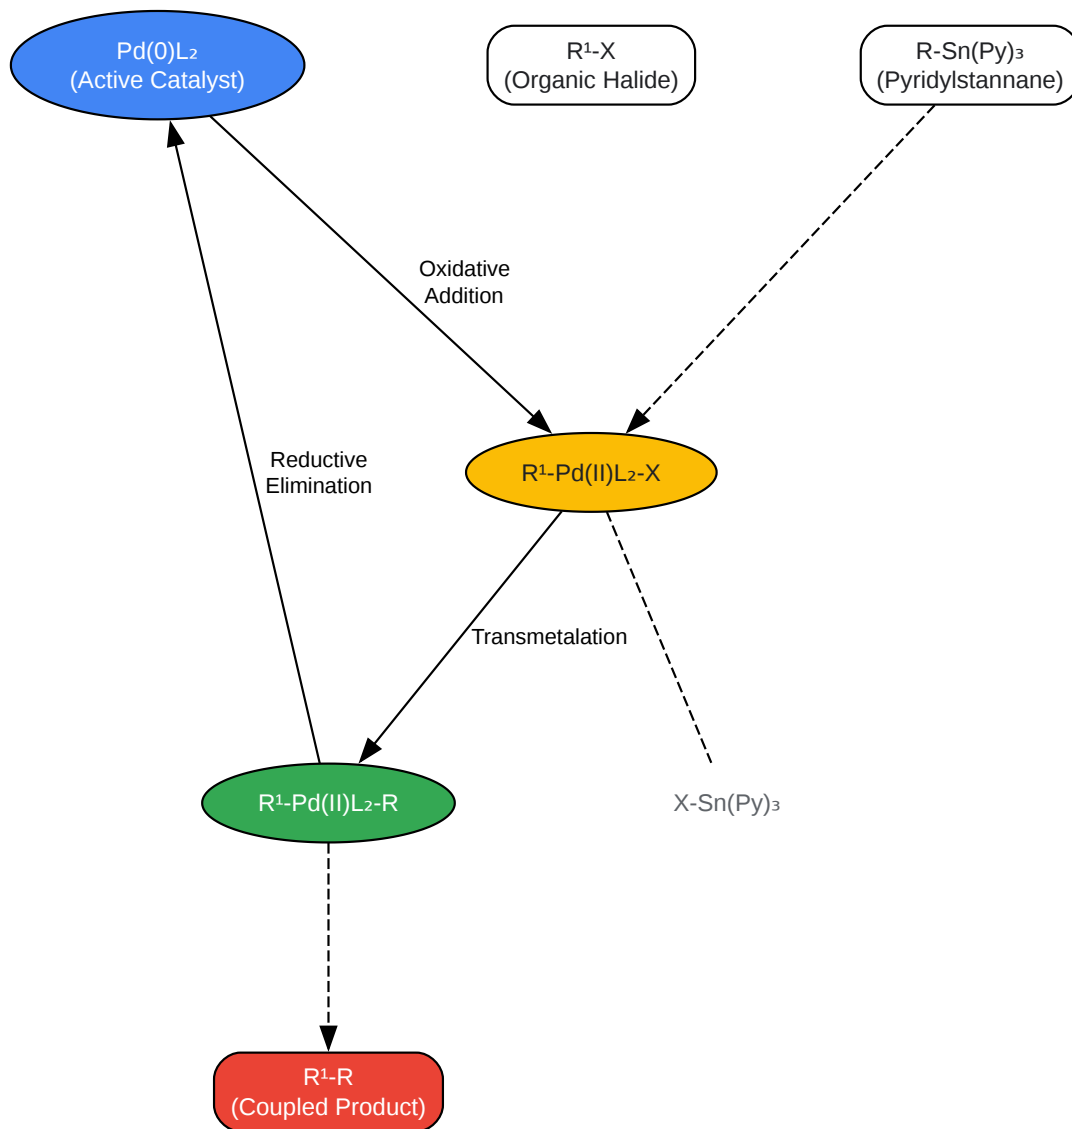 Pd(0)L₂
(Active Catalyst)
R¹-X
(Organic Halide)
R-Sn(Py)₃
(Pyridylstannane)
Oxidative
Addition
Reductive
Elimination
R¹-Pd(II)L₂-X
Transmetalation
R¹-Pd(II)L₂-R
X-Sn(Py)₃
R¹-R
(Coupled Product)